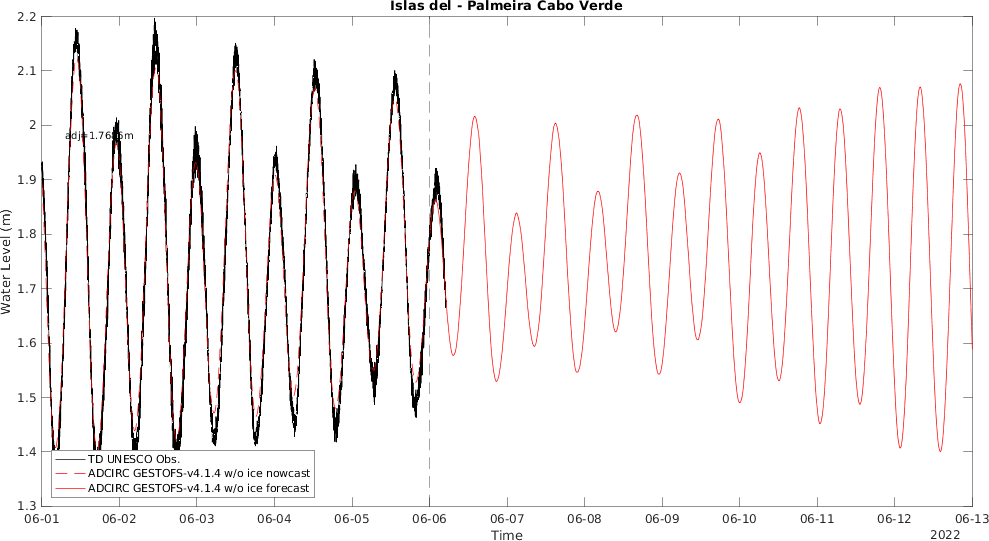 Islas del - Palmeira Cabo Verde
2.2
2.1
2
1.9
1.8
1.7
1.6
1.5
1.4
1.3
Water Level (m)
TD UNESCO Obs.
ADCIRC GESTOFS-v4.1.4 w/o ice nowcast
ADCIRC GESTOFS-v4.1.4 w/o ice forecast
06-01 06-02 06-03 06-04 06-05 06-06 06-07 06-08 06-09 06-10 06-11 06-12 06-13
Time
2022